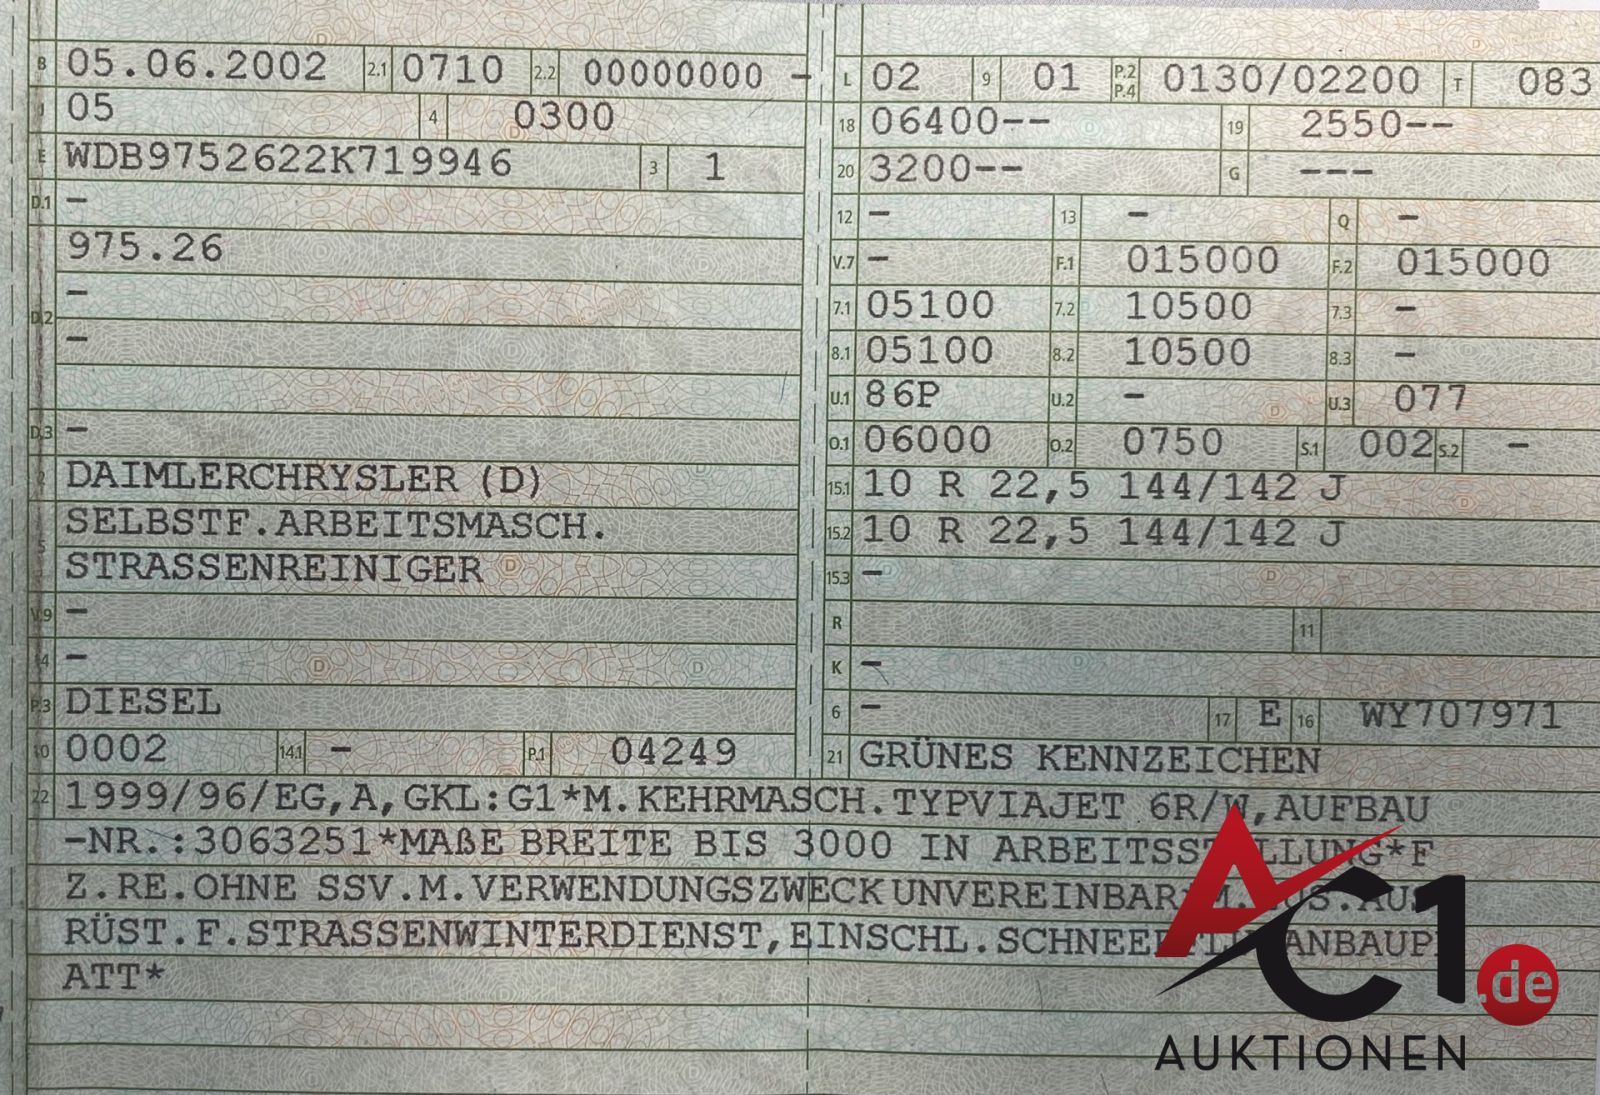 B 05.06.2002 2.1 0710 2.2 00000000 -
J 05 4 0300
E WDB9752622K719946 3 1
D.1 -
975.26
D.2 -
-
D.3 -
2 DAIMLERCHRYSLER (D)
5 SELBSTF.ARBEITSMASCH.
STRASSENREINIGER
V.9 -
14 -
P.3 DIESEL
10 0002 14.1 - P.1 04249
L 02 9 01 P.2 P.4 0130/02200 T 083
18 06400-- 19 2550--
20 3200-- G ---
12 - 13 - Q -
V.7 - F.1 015000 F.2 015000
7.1 05100 7.2 10500 7.3 -
8.1 05100 8.2 10500 8.3 -
U.1 86P U.2 - U.3 077
O.1 06000 O.2 0750 S.1 002 S.2 -
15.1 10 R 22,5 144/142 J
15.2 10 R 22,5 144/142 J
15.3 -
R 11
K -
6 - 17 E 16 WY707971
21 GRÜNES KENNZEICHEN
22 1999/96/EG,A,GKL:G1*M.KEHRMASCH.TYPVIAJET 6R/W,AUFBAU
-NR.:3063251*MAßE BREITE BIS 3000 IN ARBEITSSTELLUNG*F
Z.RE.OHNE SSV.M.VERWENDUNGSZWECK UNVEREINBAR
RÜST.F.STRASSENWINTERDIENST,EINSCHL.
ATT*
AC1.de
AUKTIONEN